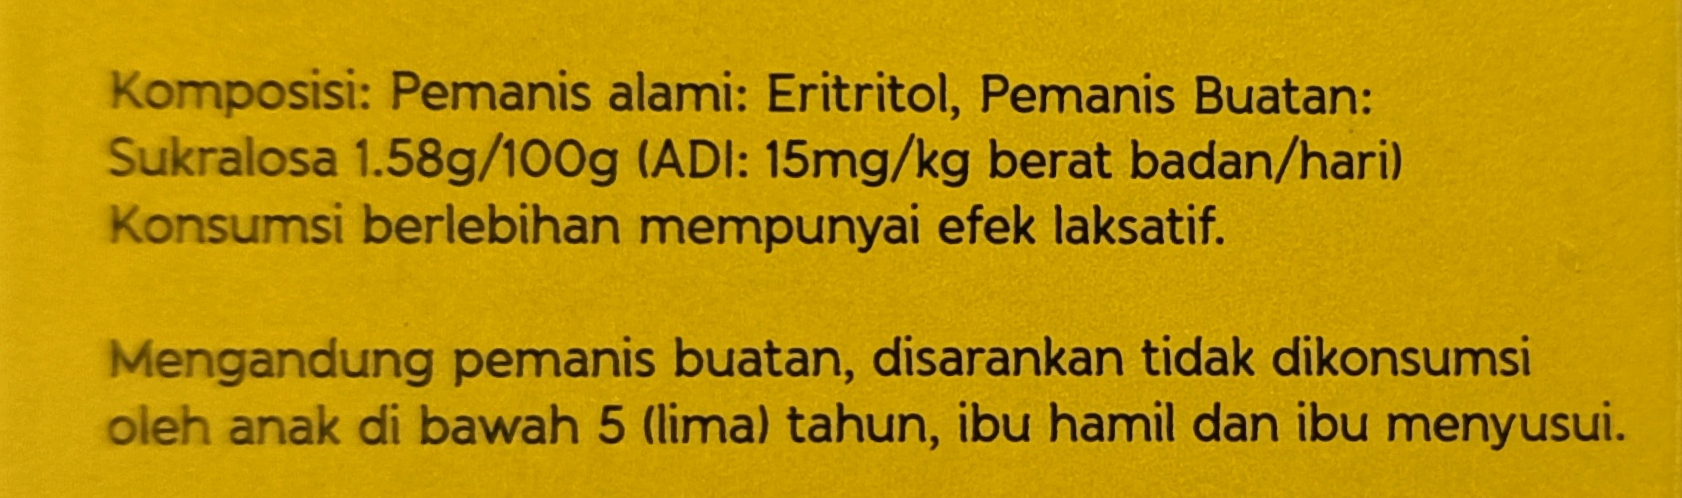 Komposisi: Pemanis alami: Eritritol, Pemanis Buatan:
Sukralosa 1.58g/100g (ADI: 15mg/kg berat badan/hari)
Konsumsi berlebihan mempunyai efek laksatif.
Mengandung pemanis buatan, disarankan tidak dikonsumsi
oleh anak di bawah 5 (lima) tahun, ibu hamil dan ibu menyusui.